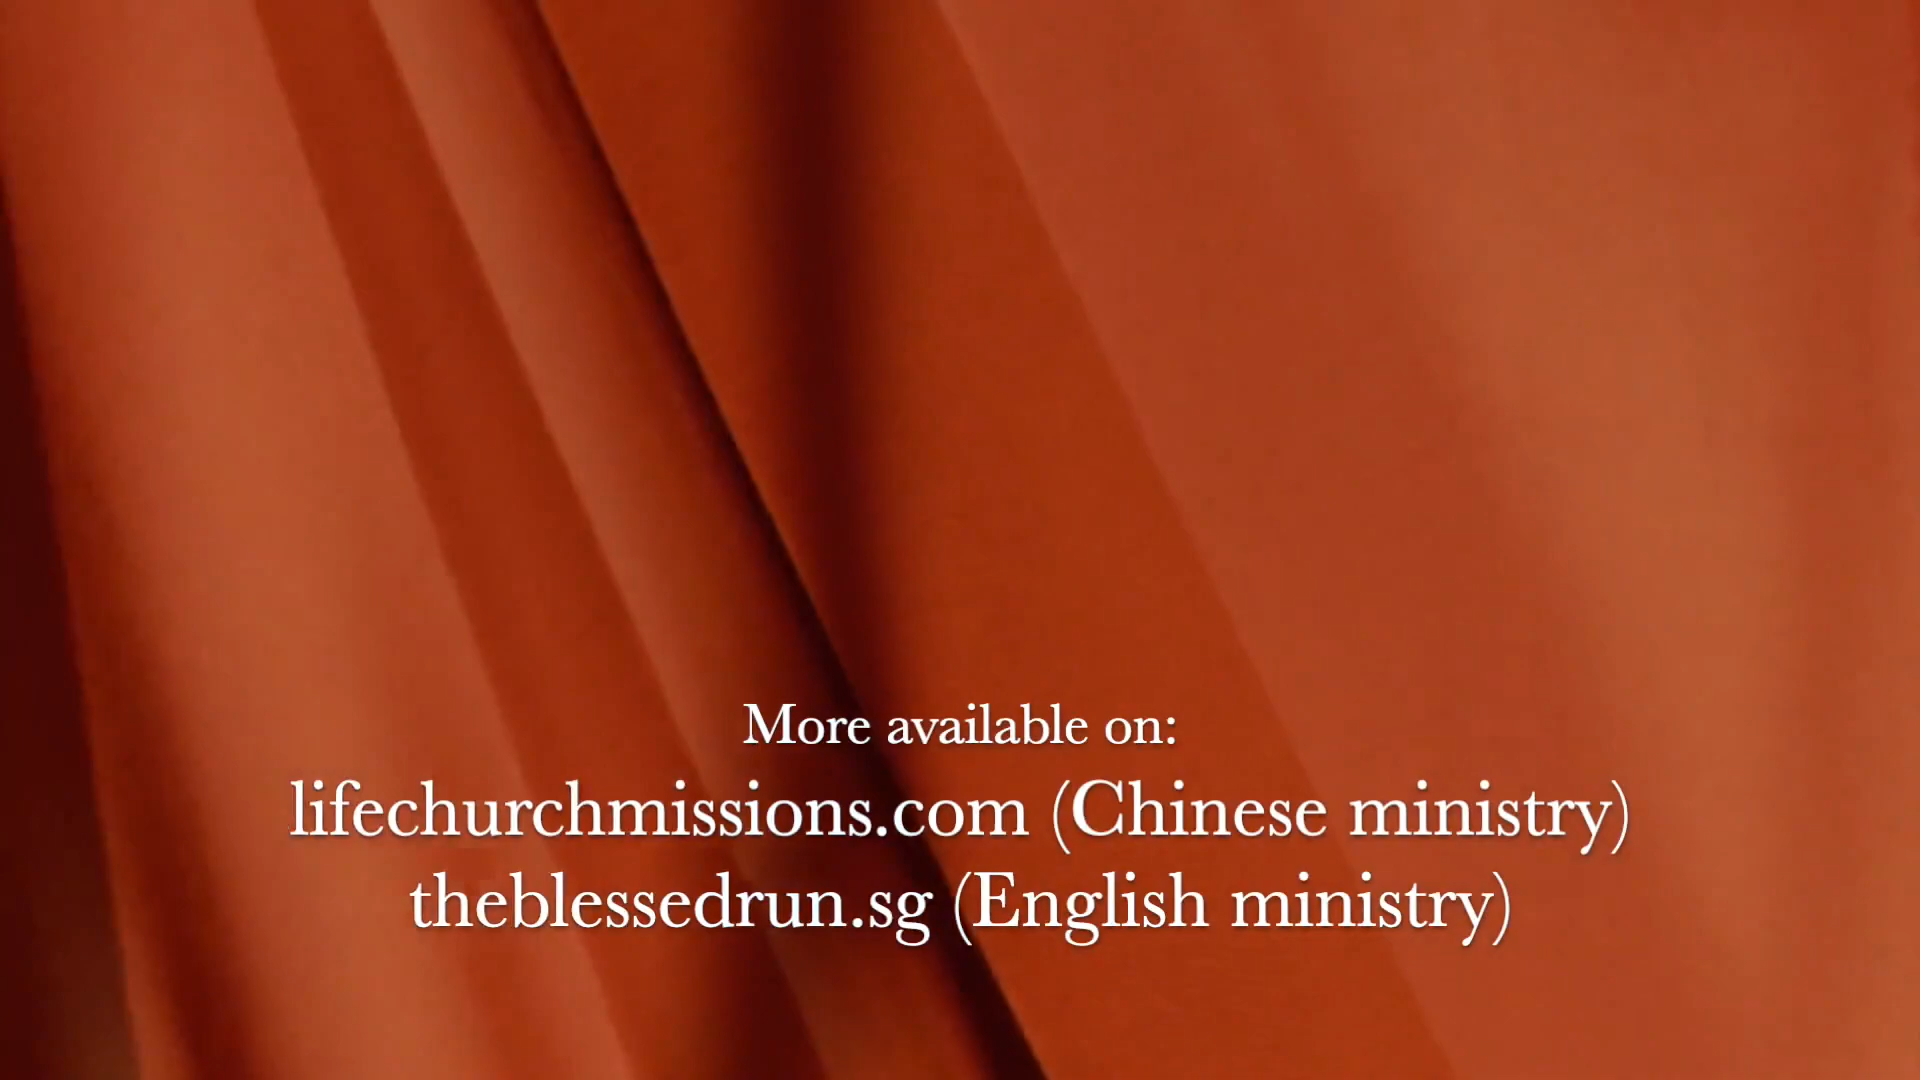 More available on:
lifechurchmissions.com (Chinese ministry)
theblessedrun.sg (English ministry)